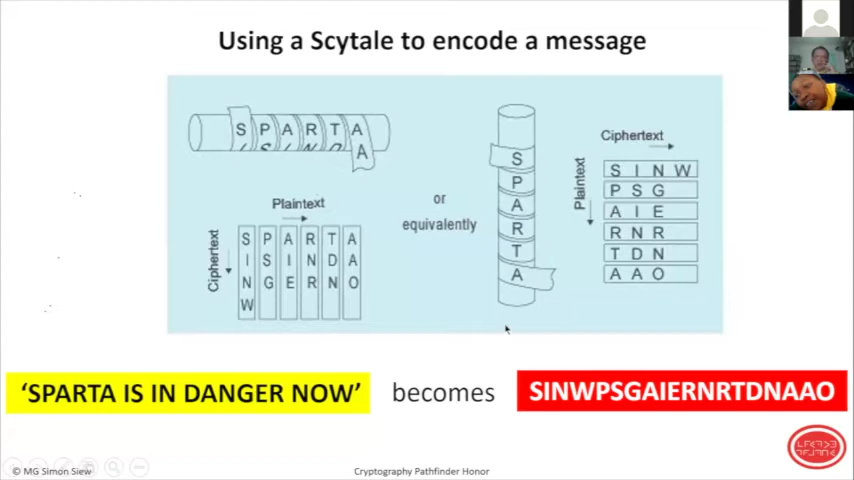 Using a Scytale to encode a message
S P A R T A
A
Plaintext
Ciphertext
S P A R T A
I S I N D A
N G E R N O
W
or
equivalently
S
P
A
R
T
A
Ciphertext
Plaintext
S I N W
P S G
A I E
R N R
T D N
A A O
‘SPARTA IS IN DANGER NOW’ becomes SINWPSGAIERNRTDNAAO
© MG Simon Siew
Cryptography Pathfinder Honor